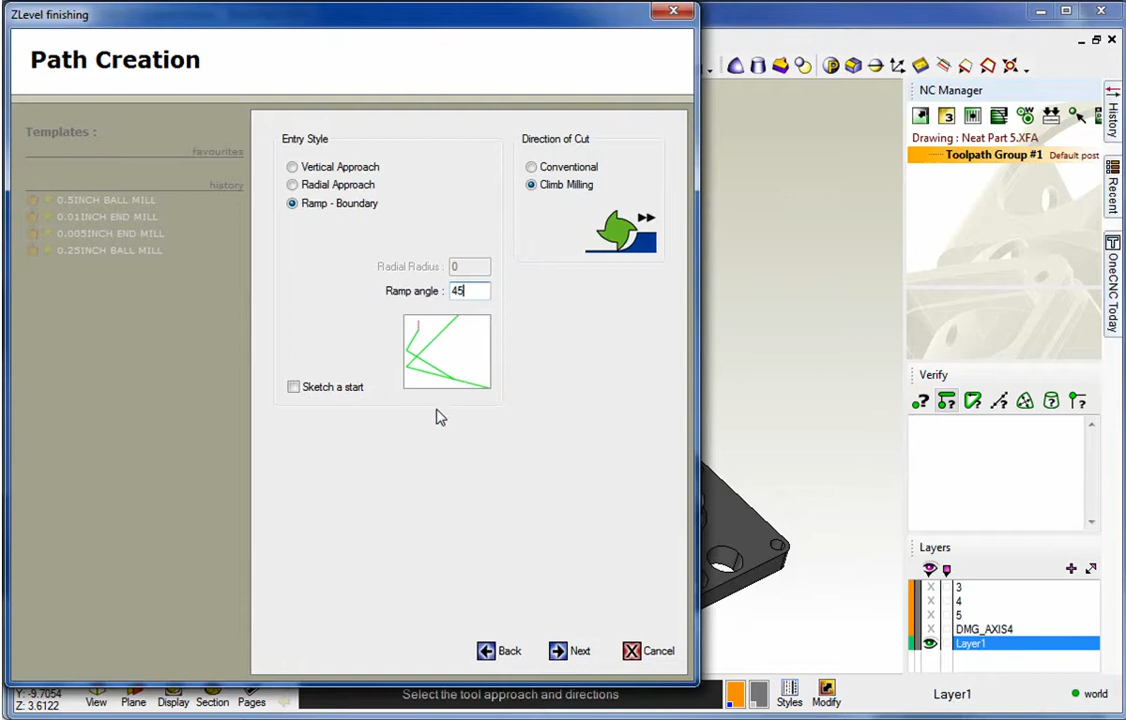 ZLevel finishing
Path Creation
Templates :
favourites
history
0.5INCH BALL MILL
0.01INCH END MILL
0.005INCH END MILL
0.25INCH BALL MILL
Entry Style
Vertical Approach
Radial Approach
Ramp - Boundary
Radial Radius : 0
Ramp angle : 45
Sketch a start
Direction of Cut
Conventional
Climb Milling
Back
Next
Cancel
NC Manager
3
Drawing : Neat Part 5.XFA
Toolpath Group #1 Default post
Verify
Layers
X 3
X 4
X 5
X DMG_AXIS4
Layer1
History
Recent
OneCNC Today
Y: -9.7054
Z: 3.6122
View
Plane
Display
Section
Pages
Select the tool approach and directions
Styles
Modify
Layer1
world